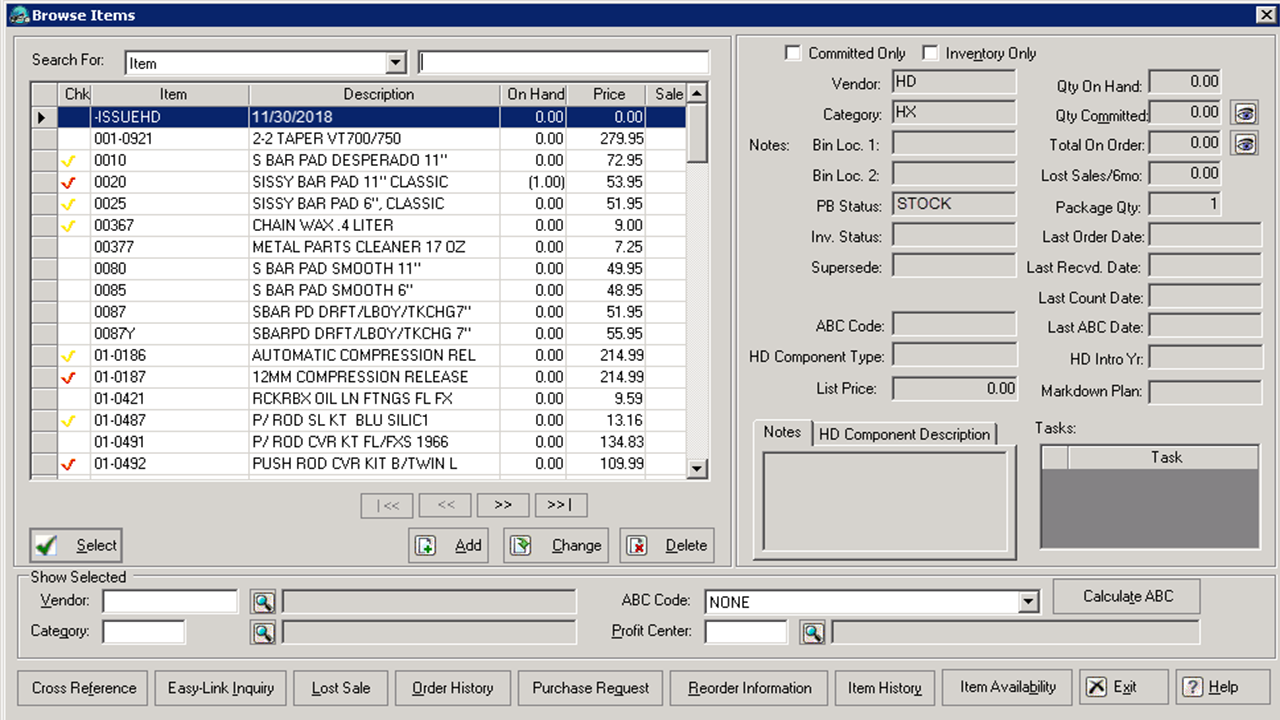 Browse Items
Search For: Item
Chk Item Description On Hand Price Sale
-ISSUEHD 11/30/2018 0.00 0.00
001-0921 2-2 TAPER VT700/750 0.00 279.95
0010 S BAR PAD DESPERADO 11" 0.00 72.95
0020 SISSY BAR PAD 11" CLASSIC (1.00) 53.95
0025 SISSY BAR PAD 6", CLASSIC 0.00 51.95
00367 CHAIN WAX .4 LITER 0.00 9.00
00377 METAL PARTS CLEANER 17 OZ 0.00 7.25
0080 S BAR PAD SMOOTH 11" 0.00 49.95
0085 S BAR PAD SMOOTH 6" 0.00 48.95
0087 SBAR PD DRFT/LBOY/TKCHG7" 0.00 51.95
0087Y SBARPD DRFT/LBOY/TKCHG 7" 0.00 55.95
01-0186 AUTOMATIC COMPRESSION REL 0.00 214.99
01-0187 12MM COMPRESSION RELEASE 0.00 214.99
01-0421 RCKRBX OIL LN FTNGS FL FX 0.00 9.59
01-0487 P/ ROD SL KT BLU SILIC1 0.00 13.16
01-0491 P/ ROD CVR KT FL/FXS 1966 0.00 134.83
01-0492 PUSH ROD CVR KIT B/TWIN L 0.00 109.99
|<< << >> >>|
Select Add Change Delete
Committed Only Inventory Only
Vendor: HD Qty On Hand: 0.00
Category: HX Qty Committed: 0.00
Notes: Bin Loc. 1: Total On Order: 0.00
Bin Loc. 2: Lost Sales/6mo: 0.00
PB Status: STOCK Package Qty: 1
Inv. Status: Last Order Date:
Supersede: Last Recvd. Date:
Last Count Date:
ABC Code: Last ABC Date:
HD Component Type: HD Intro Yr:
List Price: 0.00 Markdown Plan:
Notes HD Component Description Tasks:
Task
Show Selected
Vendor: ABC Code: NONE Calculate ABC
Category: Profit Center:
Cross Reference Easy-Link Inquiry Lost Sale Order History Purchase Request Reorder Information Item History Item Availability Exit Help